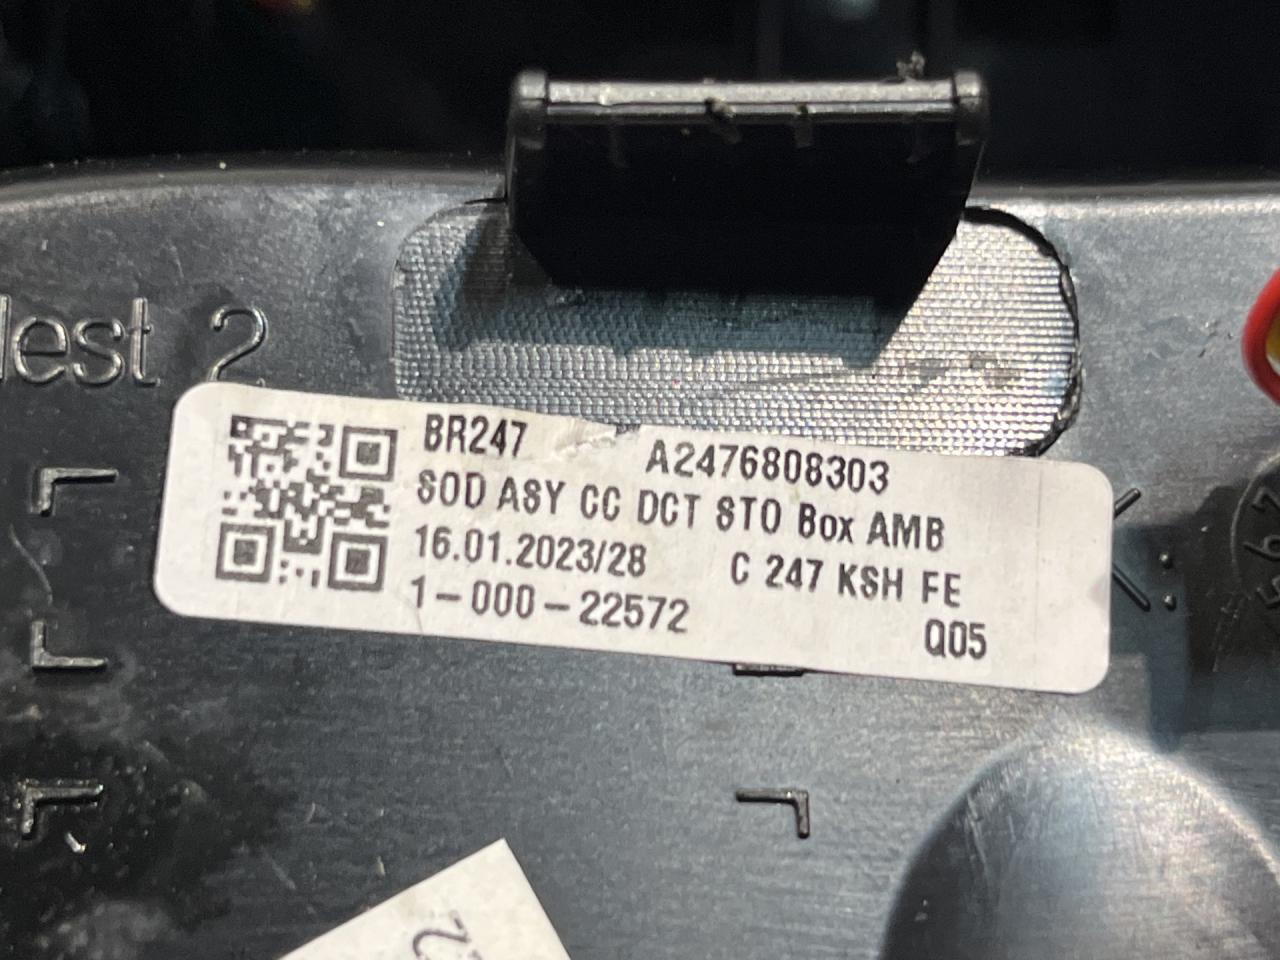 lest 2
BR247 A2476808303
SOD ASY CC DCT STO Box AMB
16.01.2023/28 C 247 KSH FE
1-000-22572 Q05